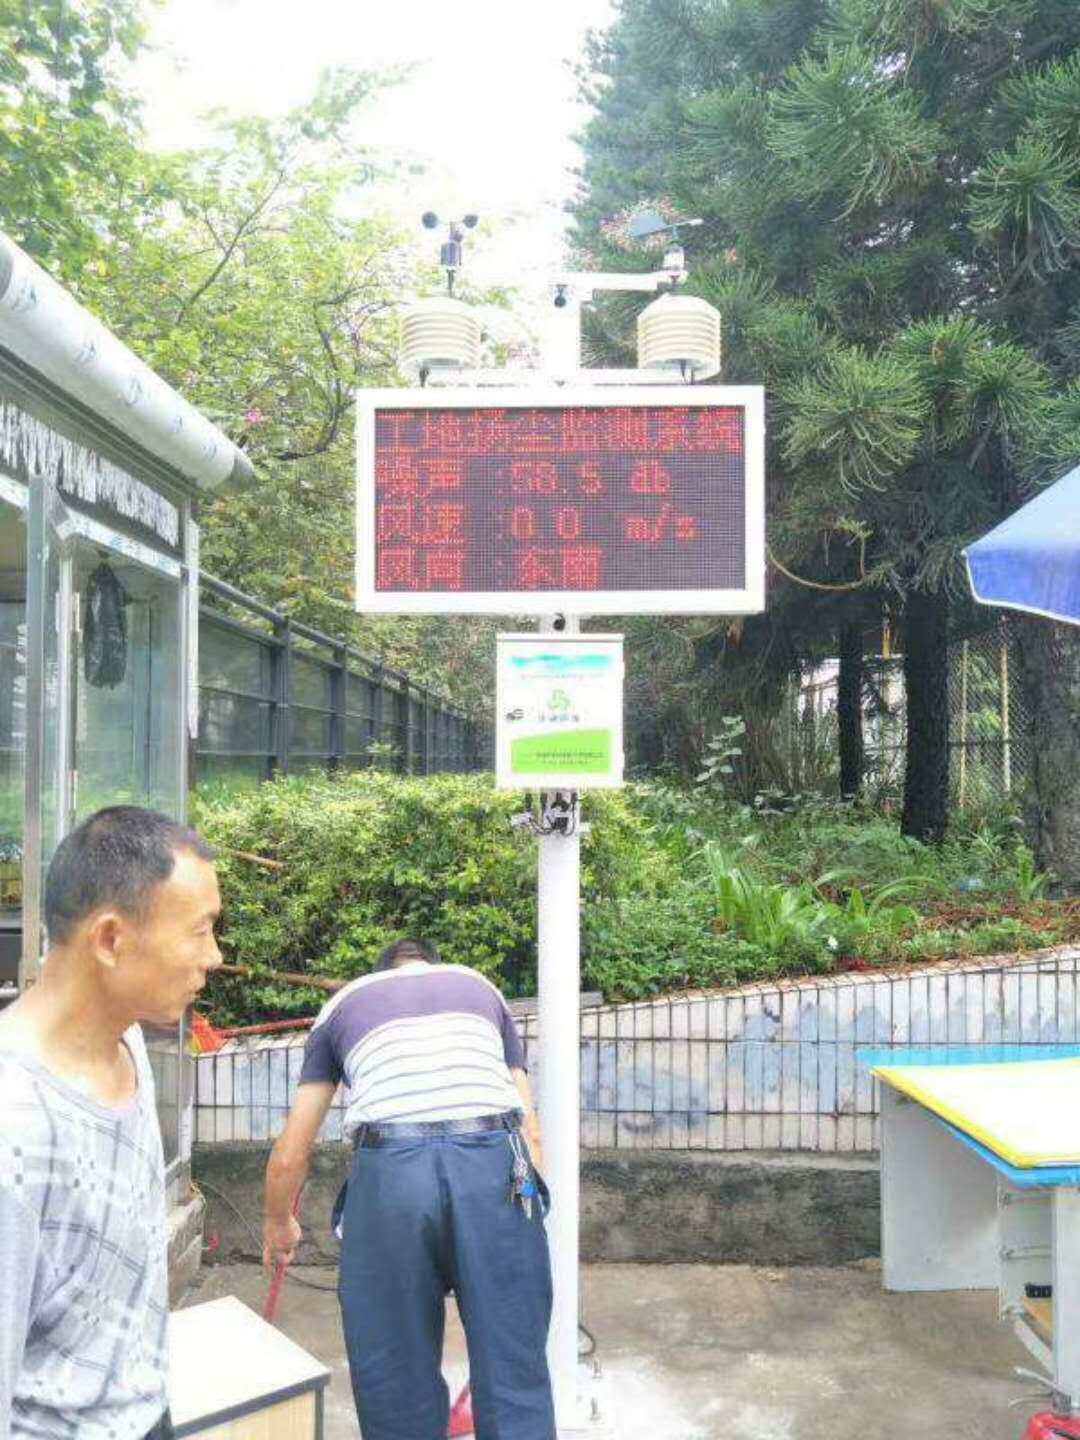 工地扬尘监测系统
噪声 :58.5 db
风速 :0.0 m/s
风向 :东南